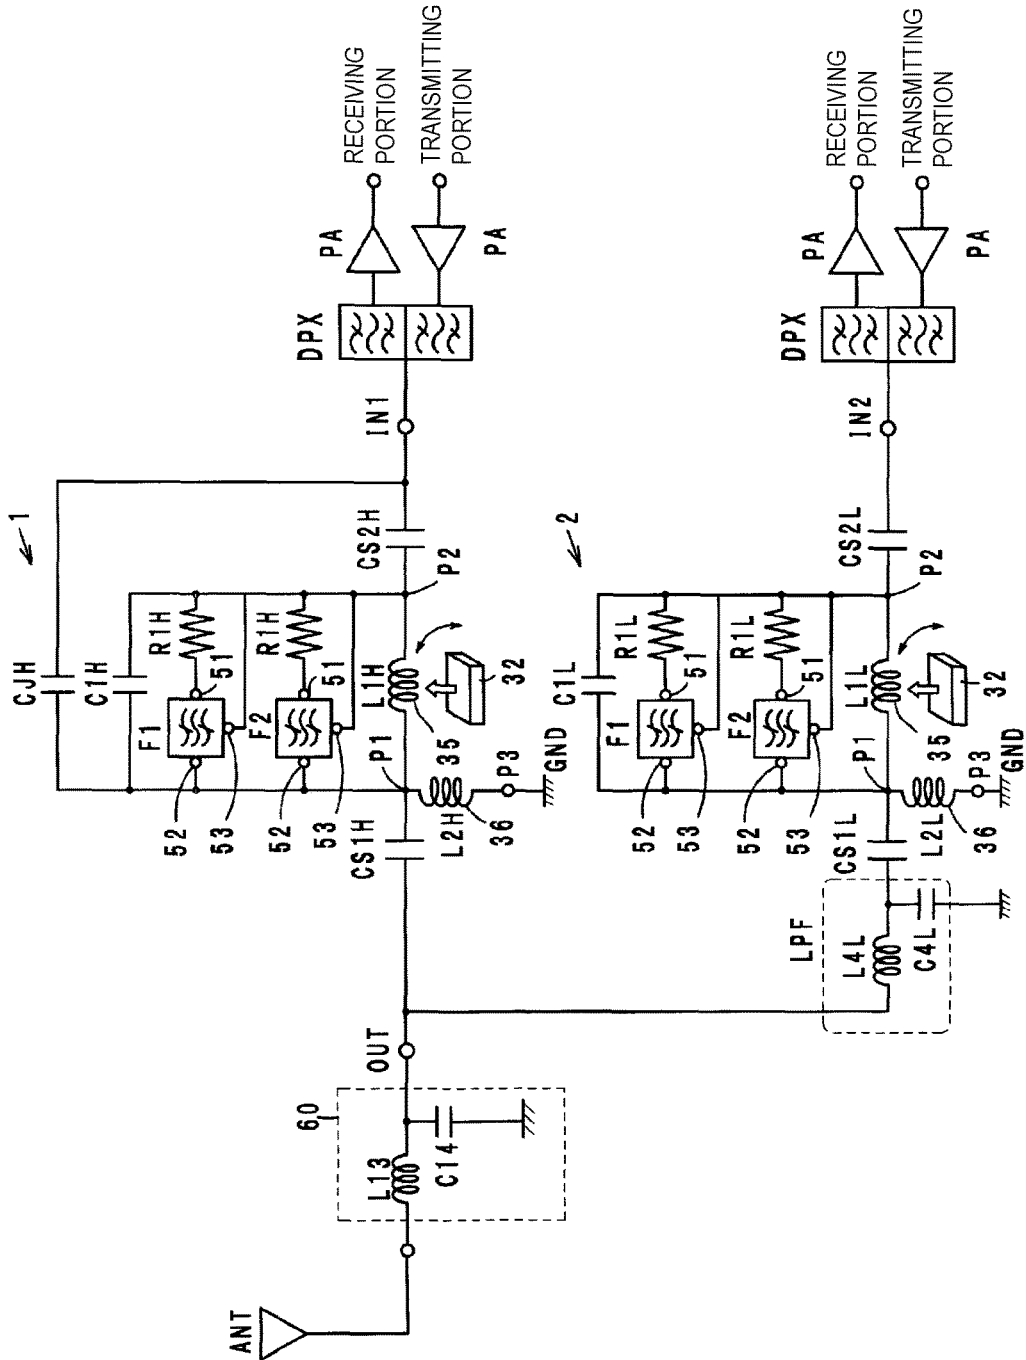 ANT
60
L13
C14
OUT
1
CJH
C1H
R1H
F1
51
52
53
R1H
F2
51
52
53
P1
L1H
P2
CS1H
CS2H
L2H
35
32
36
P3
GND
IN1
DPX
PA
RECEIVING
PORTION
TRANSMITTING
PORTION
PA
2
C1L
R1L
F1
51
52
53
R1L
F2
51
52
53
P1
L1L
P2
LPF
L4L
C4L
CS1L
CS2L
L2L
35
32
36
P3
GND
IN2
DPX
PA
RECEIVING
PORTION
TRANSMITTING
PORTION
PA